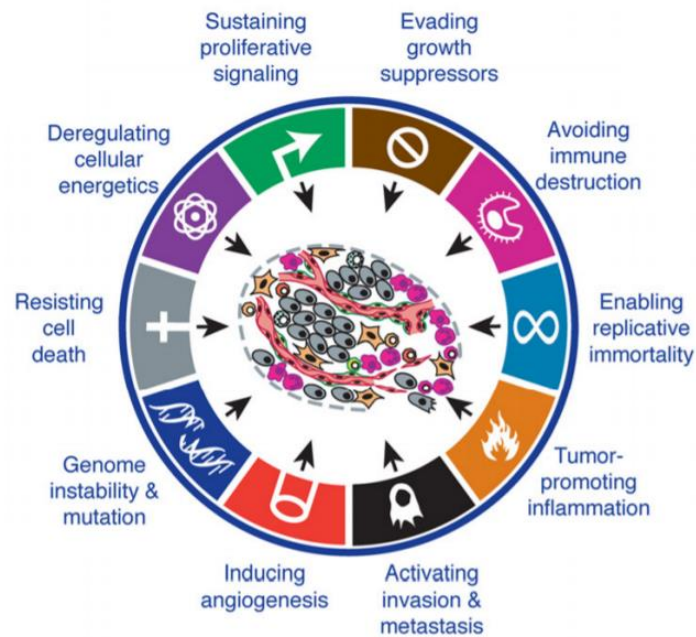 Sustaining
proliferative
signaling
Evading
growth
suppressors
Avoiding
immune
destruction
Enabling
replicative
immortality
Tumor-
promoting
inflammation
Activating
invasion &
metastasis
Inducing
angiogenesis
Genome
instability &
mutation
Resisting
cell
death
Deregulating
cellular
energetics